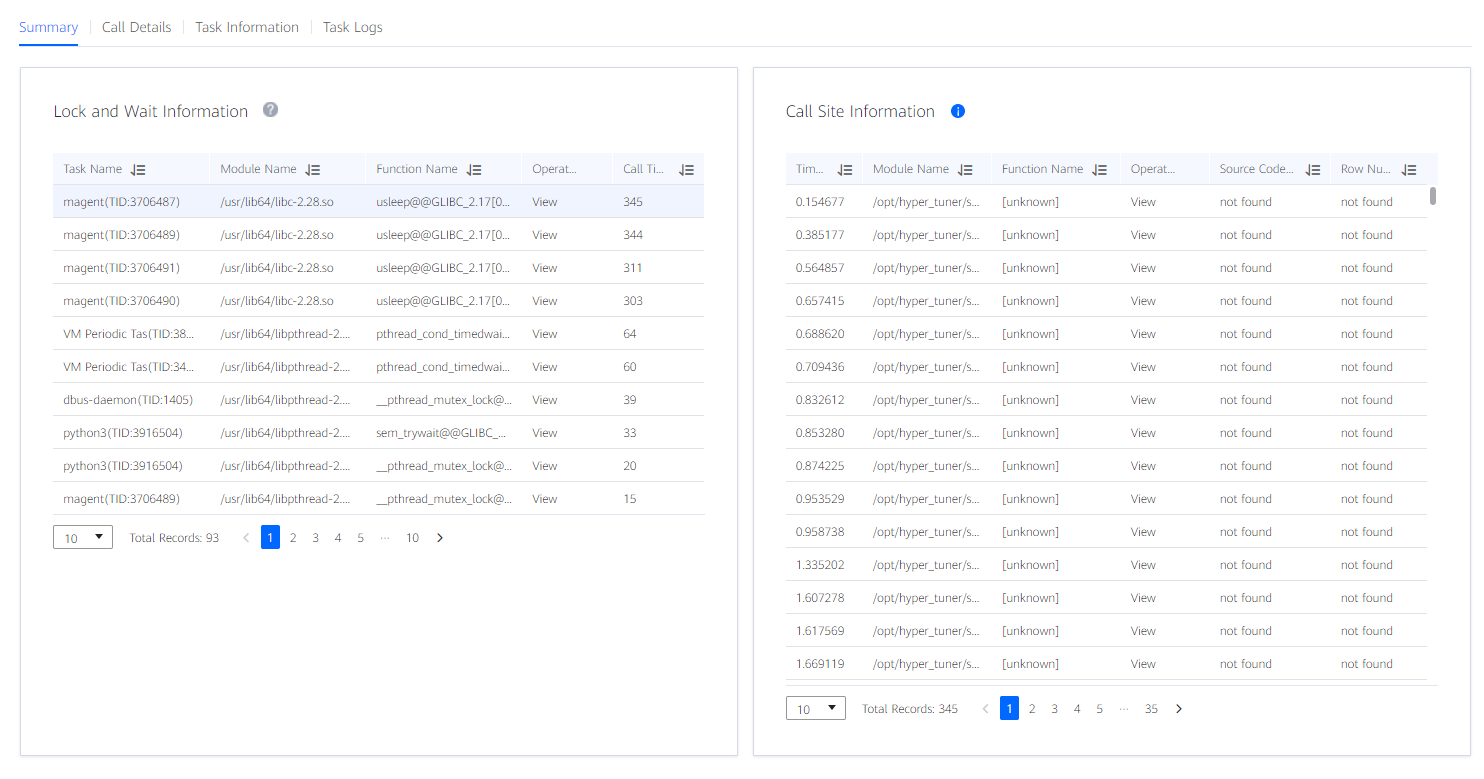 Summary Call Details Task Information Task Logs
Lock and Wait Information ?
Task Name Module Name Function Name Operat... Call Ti...
magent(TID:3706487) /usr/lib64/libc-2.28.so usleep@@GLIBC_2.17[0... View 345
magent(TID:3706489) /usr/lib64/libc-2.28.so usleep@@GLIBC_2.17[0... View 344
magent(TID:3706491) /usr/lib64/libc-2.28.so usleep@@GLIBC_2.17[0... View 311
magent(TID:3706490) /usr/lib64/libc-2.28.so usleep@@GLIBC_2.17[0... View 303
VM Periodic Tas(TID:38... /usr/lib64/libpthread-2.... pthread_cond_timedwai... View 64
VM Periodic Tas(TID:34... /usr/lib64/libpthread-2.... pthread_cond_timedwai... View 60
dbus-daemon(TID:1405) /usr/lib64/libpthread-2.... __pthread_mutex_lock@... View 39
python3(TID:3916504) /usr/lib64/libpthread-2.... sem_trywait@@GLIBC_... View 33
python3(TID:3916504) /usr/lib64/libpthread-2.... __pthread_mutex_lock@... View 20
magent(TID:3706489) /usr/lib64/libpthread-2.... __pthread_mutex_lock@... View 15
10 Total Records: 93 < 1 2 3 4 5 ... 10 >
Call Site Information i
Tim... Module Name Function Name Operat... Source Code... Row Nu...
0.154677 /opt/hyper_tuner/s... [unknown] View not found not found
0.385177 /opt/hyper_tuner/s... [unknown] View not found not found
0.564857 /opt/hyper_tuner/s... [unknown] View not found not found
0.657415 /opt/hyper_tuner/s... [unknown] View not found not found
0.688620 /opt/hyper_tuner/s... [unknown] View not found not found
0.709436 /opt/hyper_tuner/s... [unknown] View not found not found
0.832612 /opt/hyper_tuner/s... [unknown] View not found not found
0.853280 /opt/hyper_tuner/s... [unknown] View not found not found
0.874225 /opt/hyper_tuner/s... [unknown] View not found not found
0.953529 /opt/hyper_tuner/s... [unknown] View not found not found
0.958738 /opt/hyper_tuner/s... [unknown] View not found not found
1.335202 /opt/hyper_tuner/s... [unknown] View not found not found
1.607278 /opt/hyper_tuner/s... [unknown] View not found not found
1.617569 /opt/hyper_tuner/s... [unknown] View not found not found
1.669119 /opt/hyper_tuner/s... [unknown] View not found not found
10 Total Records: 345 < 1 2 3 4 5 ... 35 >